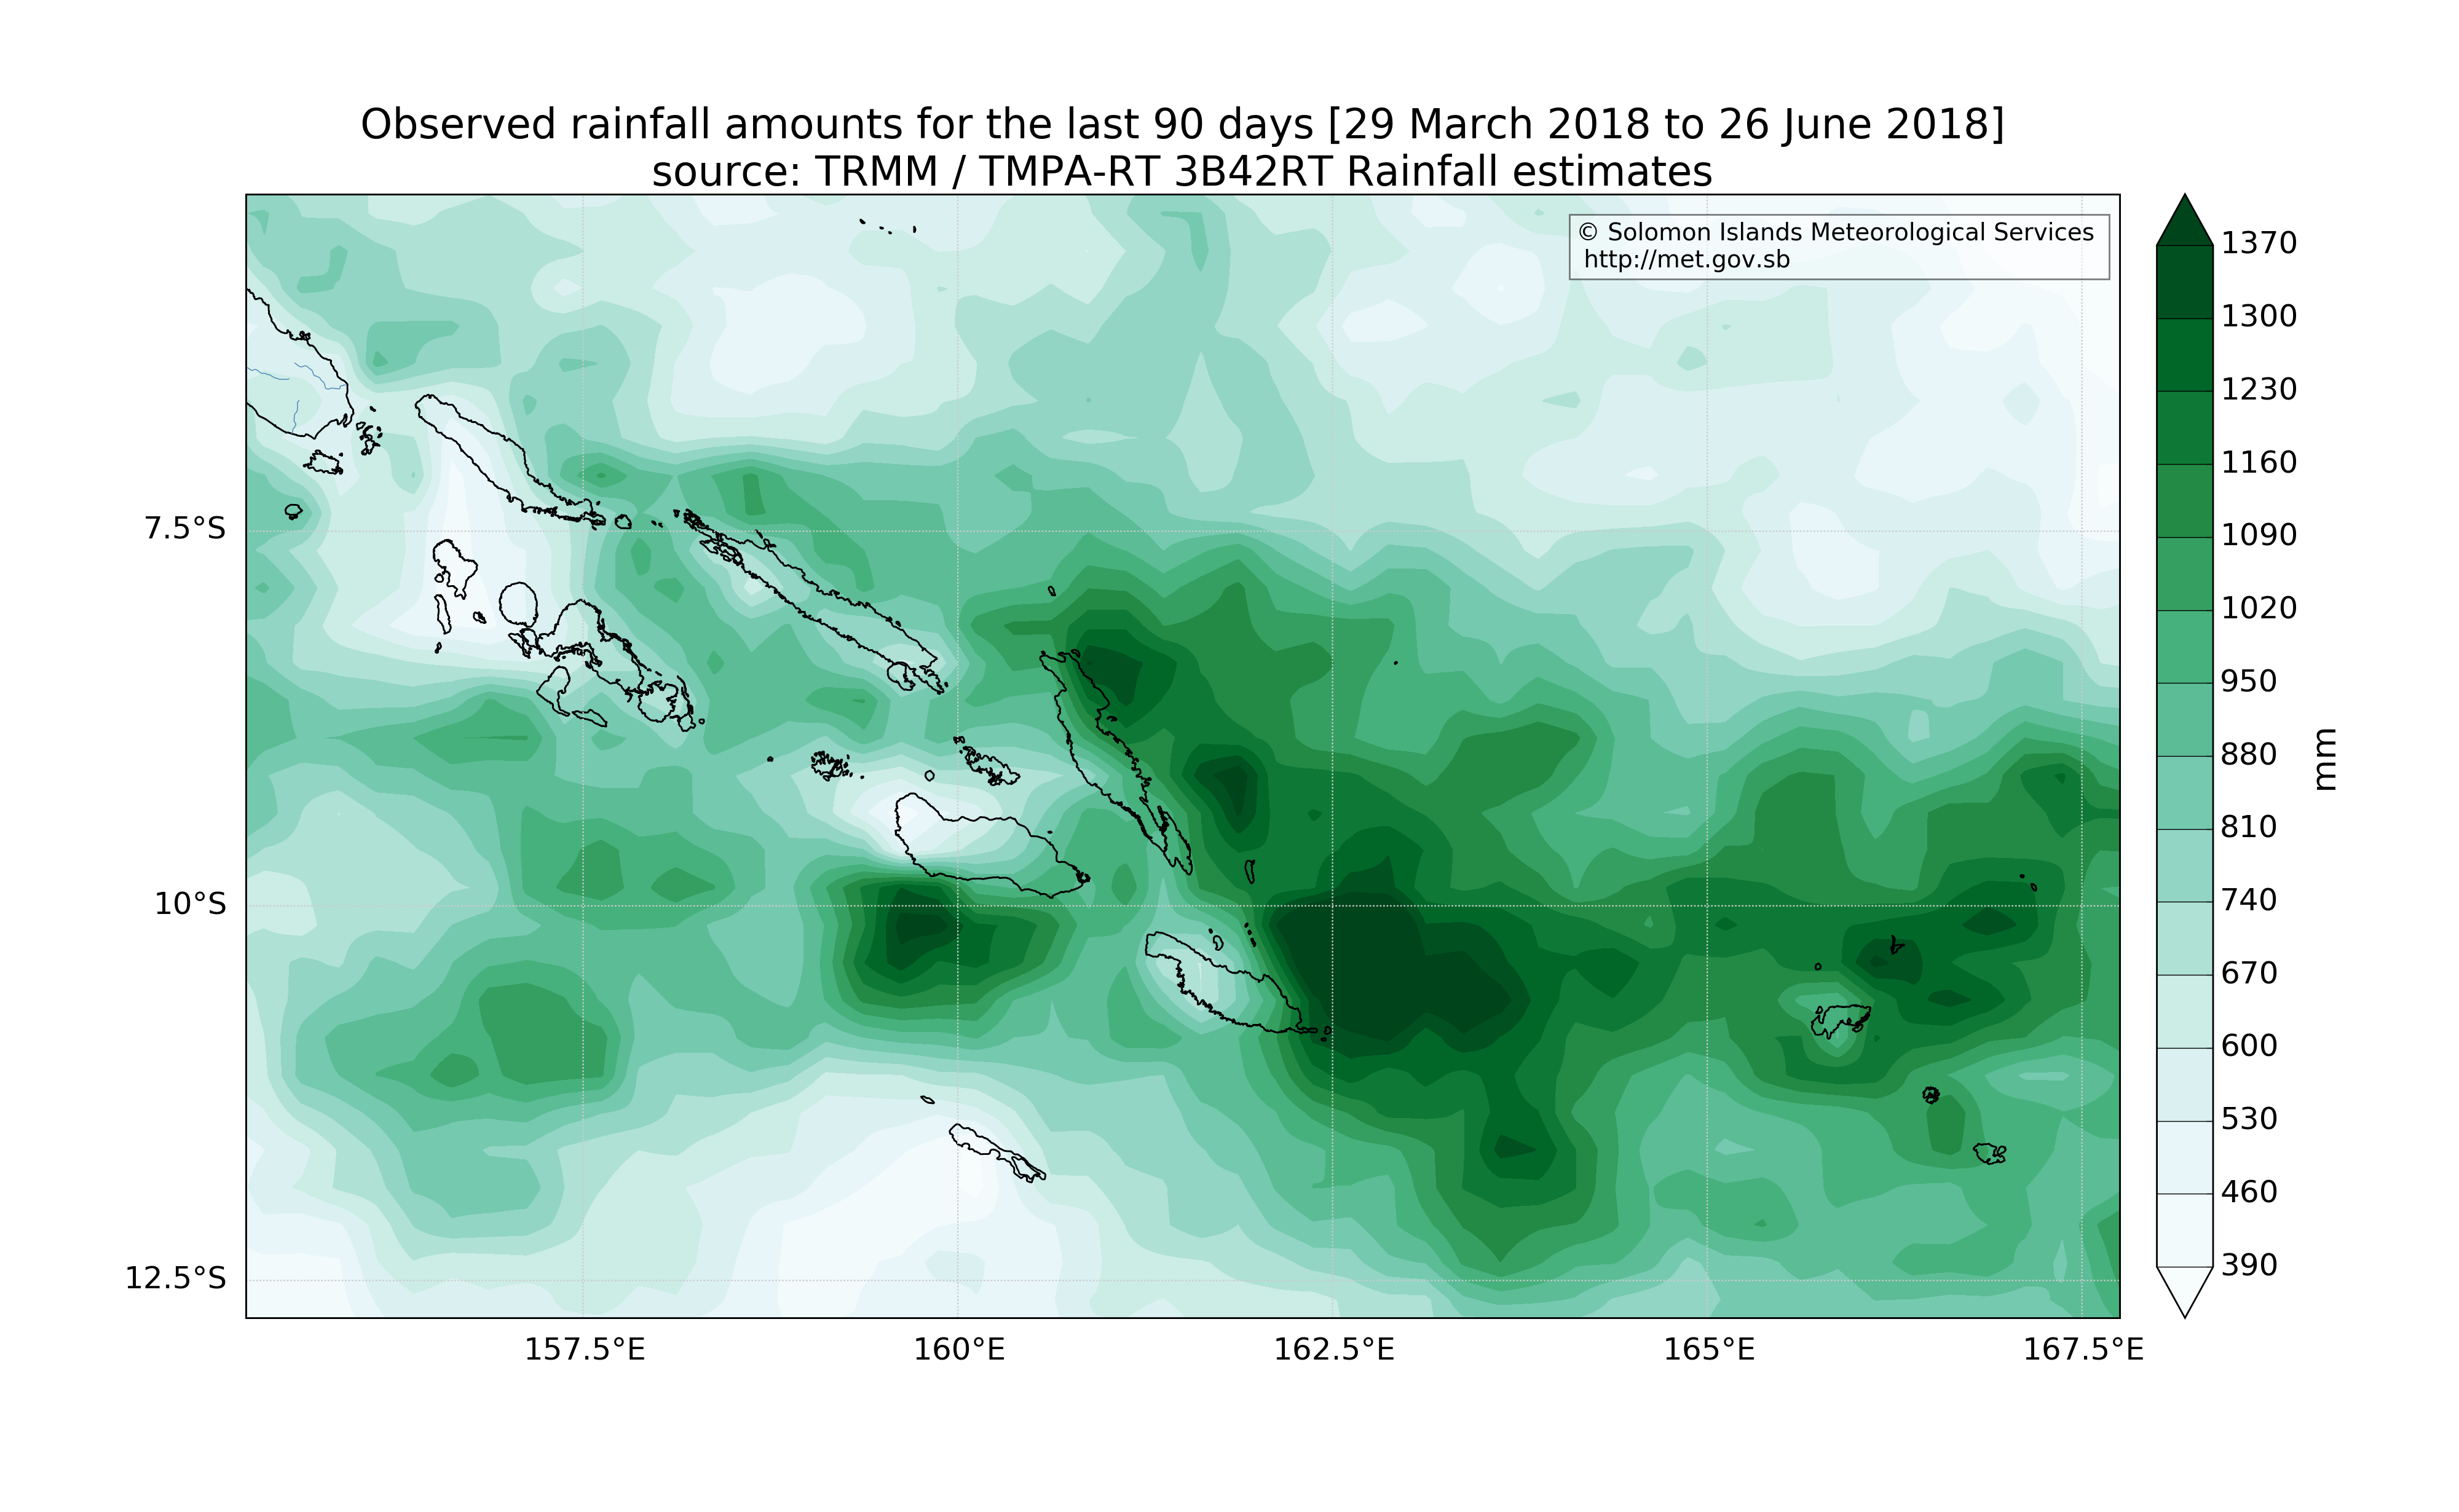 Observed rainfall amounts for the last 90 days [29 March 2018 to 26 June 2018]
source: TRMM / TMPA-RT 3B42RT Rainfall estimates
© Solomon Islands Meteorological Services
http://met.gov.sb
7.5°S
10°S
12.5°S
157.5°E
160°E
162.5°E
165°E
167.5°E
1370
1300
1230
1160
1090
1020
950
880
810
740
670
600
530
460
390
mm